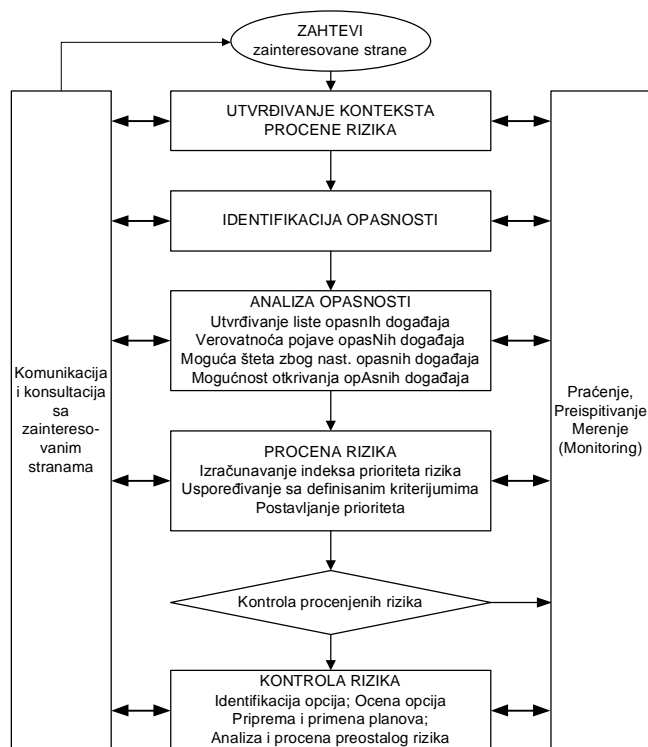 ZAHTEVI
zainteresovane strane
UTVRĐIVANJE KONTEKSTA
PROCENE RIZIKA
IDENTIFIKACIJA OPASNOSTI
ANALIZA OPASNOSTI
Utvrđivanje liste opasnIh događaja
Verovatnoća pojave opasNih događaja
Moguća šteta zbog nast. opasnih događaja
Mogućnost otkrivanja opAsnih događaja
Komunikacija
i konsultacija
sa
zaintereso-
vanim
stranama
Praćenje,
Preispitivanje
Merenje
(Monitoring)
PROCENA RIZIKA
Izračunavanje indeksa prioriteta rizika
Uspoređivanje sa definisanim kriterijumima
Postavljanje prioriteta
Kontrola procenjenih rizika
KONTROLA RIZIKA
Identifikacija opcija; Ocena opcija
Priprema i primena planova;
Analiza i procena preostalog rizika